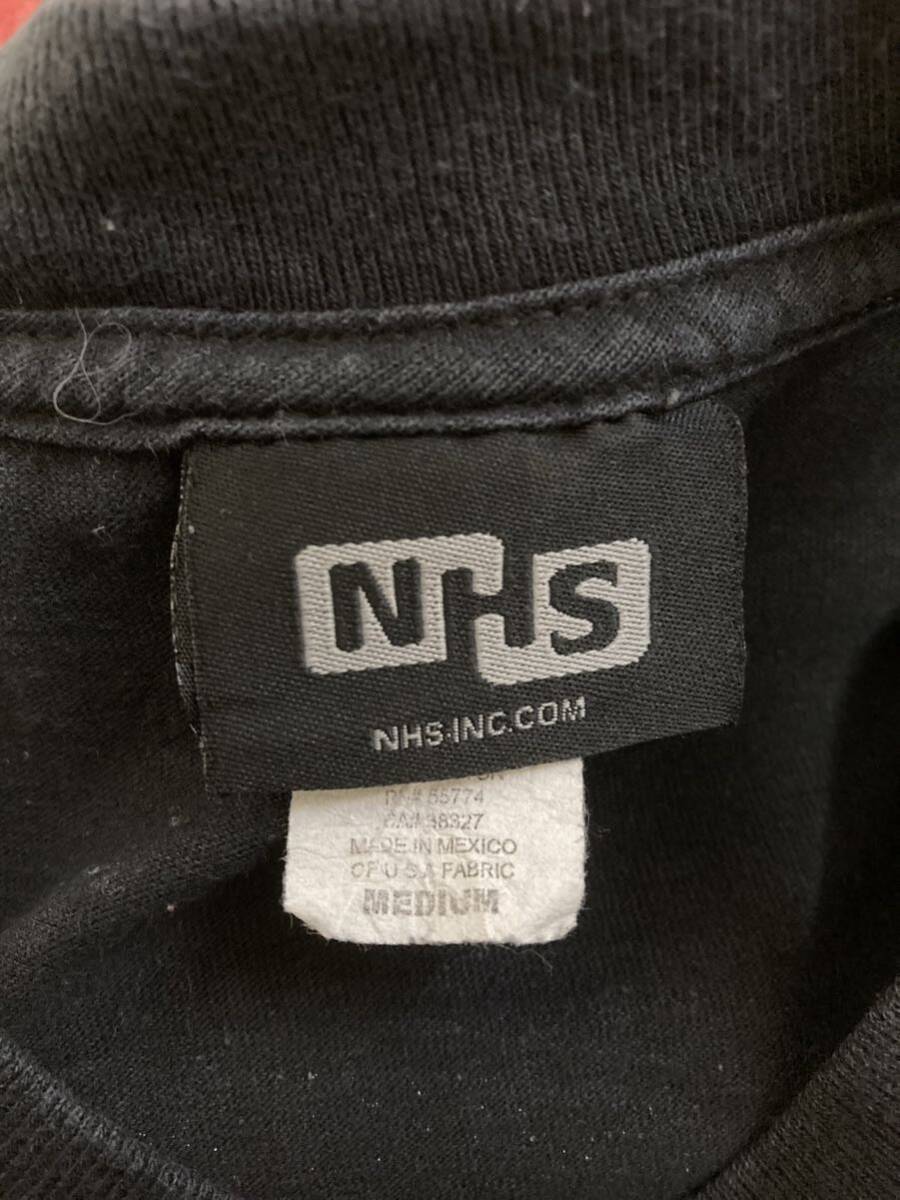 NHS
NHS-INC.COM
RN# 55774
CA# 38327
MADE IN MEXICO
OF U.S.A FABRIC
MEDIUM